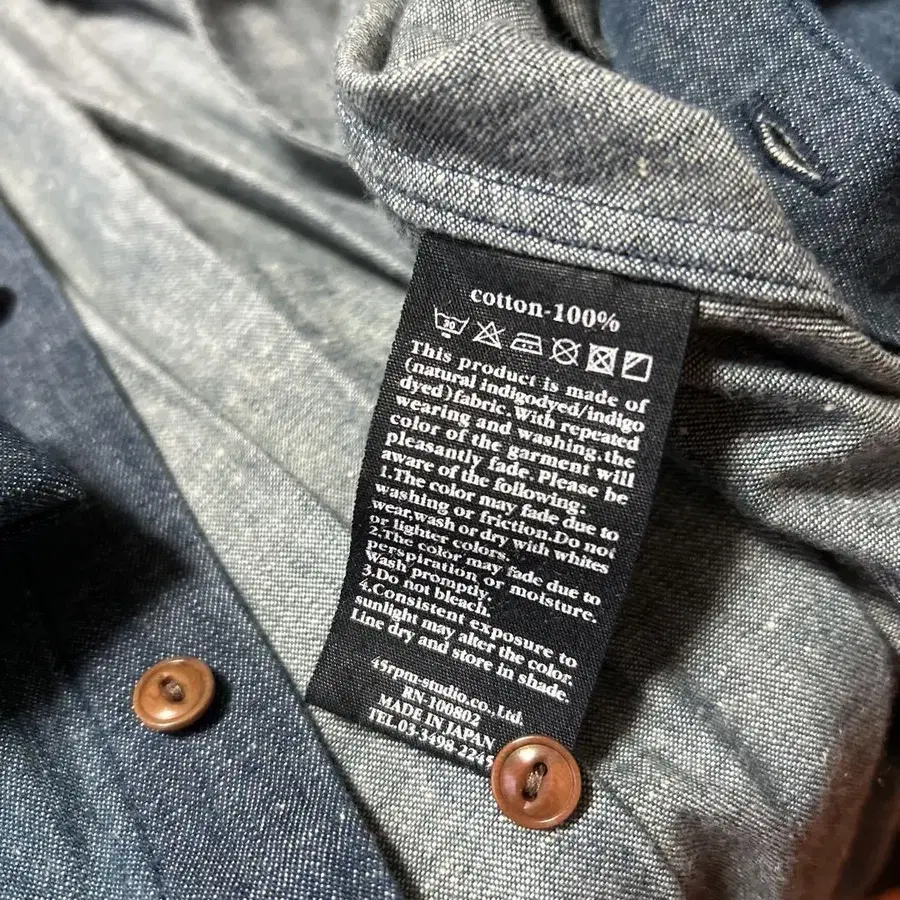 cotton-100%
30
This product is made of
(natural indigodyed/indigo
dyed)fabric. With repeated
wearing and washing.the
color of the garment will
pleasantly fade. Please be
aware of the following:
1.The color may fade due to
washing or friction.Do not
wear,wash or dry with whites
or lighter colors.
2.The color may fade due to
perspiration or moisture.
Wash promptly.
3.Do not bleach.
4.Consistent exposure to
sunlight may alter the color.
Line dry and store in shade.
45rpm-studio.co.,Ltd.
RN-100802
MADE IN JAPAN
TEL.03-3498-2245